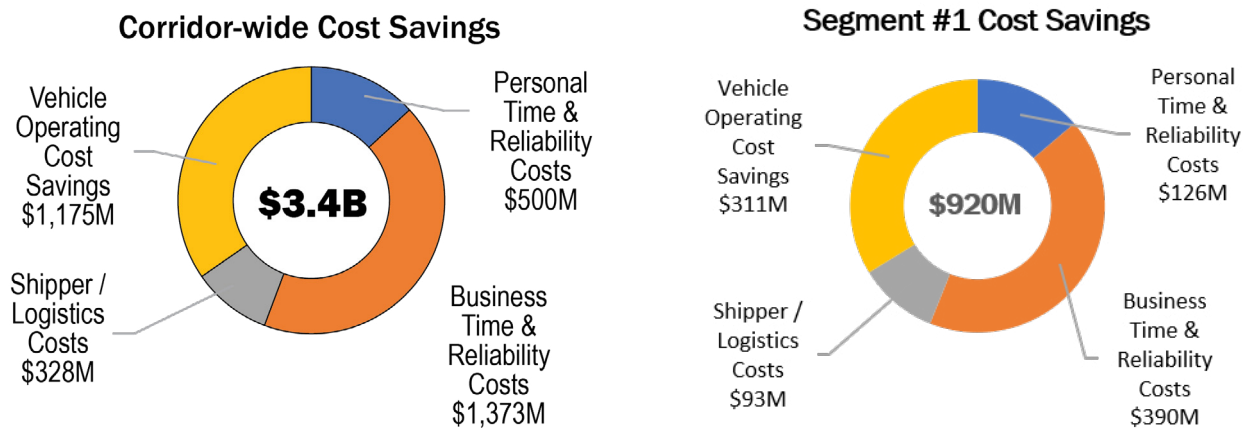 Corridor-wide Cost Savings
Vehicle
Operating
Cost
Savings
$1,175M
Personal
Time &
Reliability
Costs
$500M
$3.4B
Shipper /
Logistics
Costs
$328M
Business
Time &
Reliability
Costs
$1,373M
Segment #1 Cost Savings
Vehicle
Operating
Cost
Savings
$311M
Personal
Time &
Reliability
Costs
$126M
$920M
Shipper /
Logistics
Costs
$93M
Business
Time &
Reliability
Costs
$390M